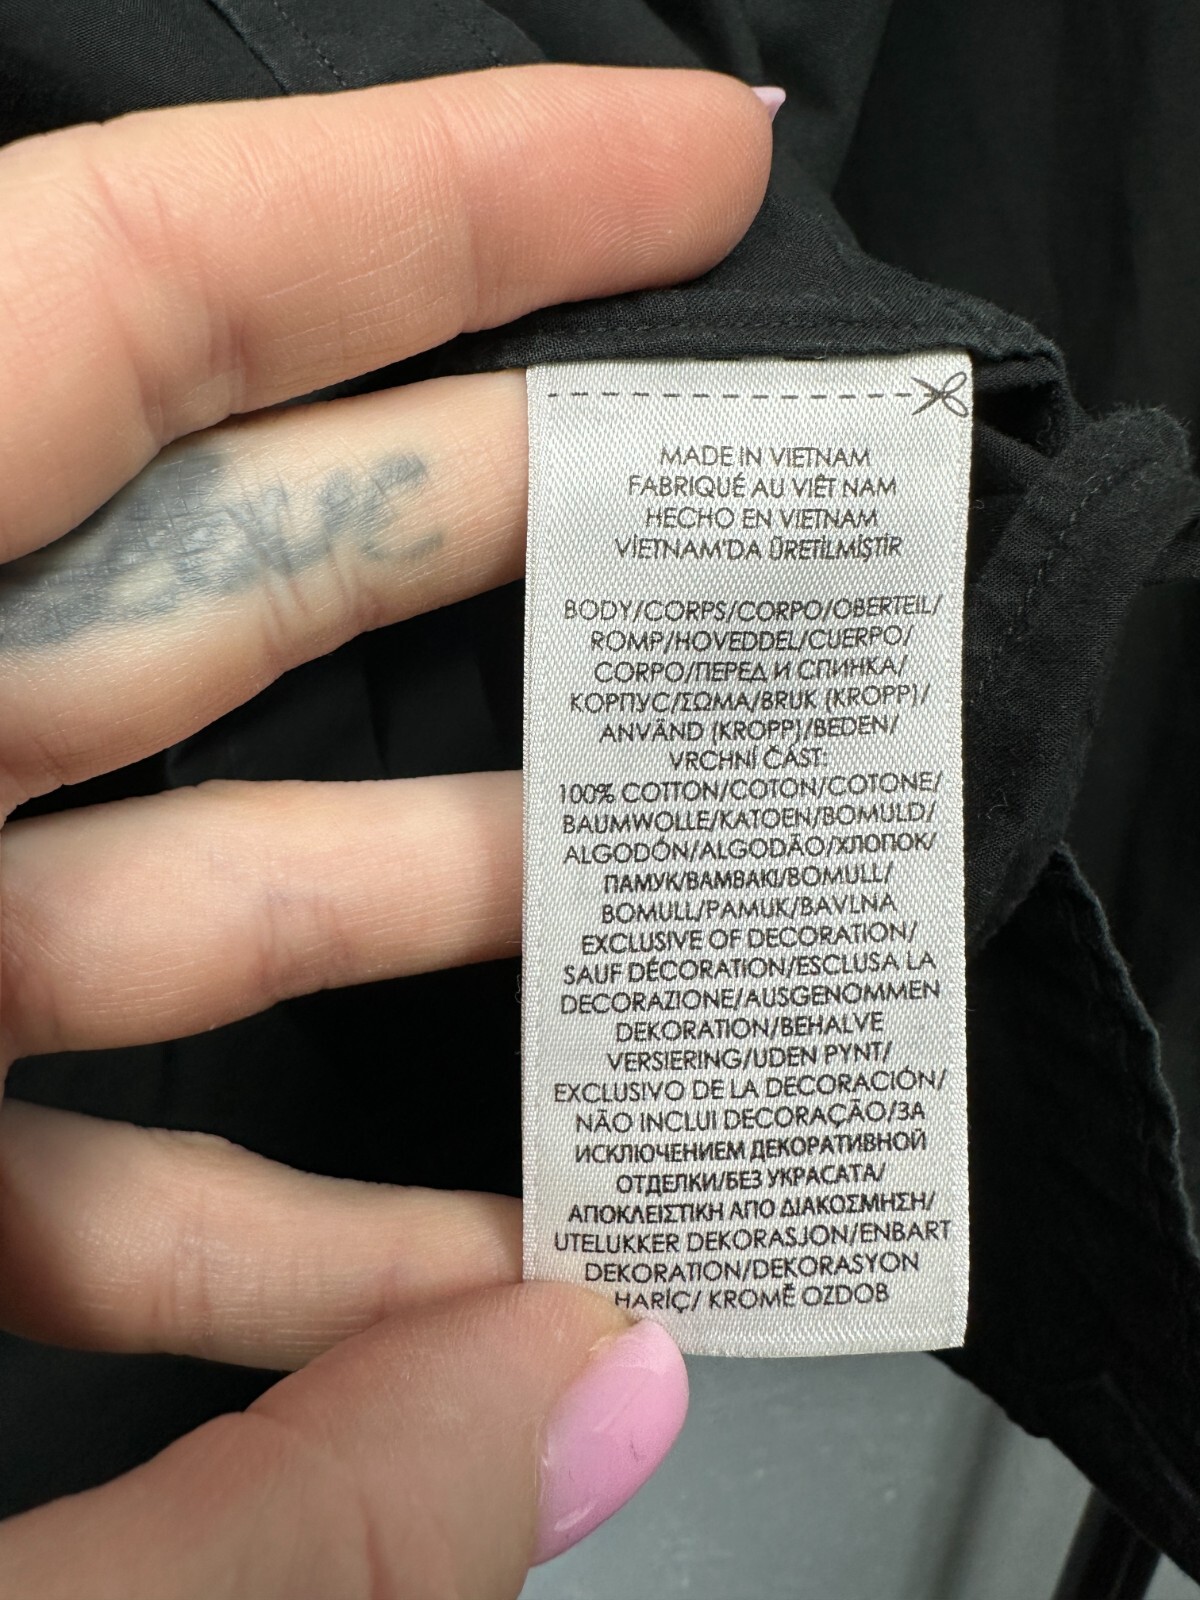 MADE IN VIETNAM
FABRIQUÉ AU VIÊT NAM
HECHO EN VIETNAM
VİETNAM'DA ÜRETİLMİŞTİR
BODY/CORPS/CORPO/OBERTEIL/
ROMP/HOVEDDEL/CUERPO/
CORPO/ПЕРЕД И СПИНКА/
КОРПУС/ΣΩΜΑ/BRUK (KROPP)/
ANVÄND (KROPP)/BEDEN/
VRCHNÍ ČÁST:
100% COTTON/COTON/COTONE/
BAUMWOLLE/KATOEN/BOMULD/
ALGODÓN/ALGODÃO/ХЛОПОК/
ПАМУК/ΒΑΜΒΑΚΙ/BOMULL/
BOMULL/PAMUK/BAVLNA
EXCLUSIVE OF DECORATION/
SAUF DÉCORATION/ESCLUSA LA
DECORAZIONE/AUSGENOMMEN
DEKORATION/BEHALVE
VERSIERING/UDEN PYNT/
EXCLUSIVO DE LA DECORACIÓN/
NÃO INCLUI DECORAÇÃO/ЗА
ИСКЛЮЧЕНИЕМ ДЕКОРАТИВНОЙ
ОТДЕЛКИ/БЕЗ УКРАСАТА/
ΑΠΟΚΛΕΙΣΤΙΚΗ ΑΠΟ ΔΙΑΚΟΣΜΗΣΗ/
UTELUKKER DEKORASJON/ENBART
DEKORATION/DEKORASYON
HARİÇ/ KROMĚ OZDOB